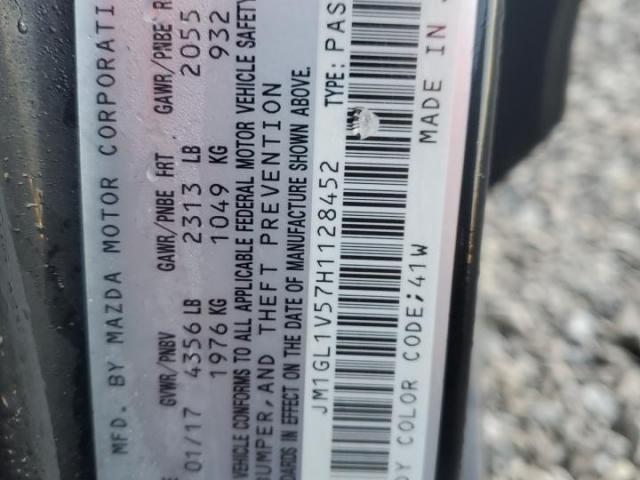 MFD. BY MAZDA MOTOR CORPORATI
GVWR/PNBV GAWR/PNBE FRT. GAWR/PNBE R
01/17 4356 LB 2313 LB 2055
1976 KG 1049 KG 932
VEHICLE CONFORMS TO ALL APPLICABLE FEDERAL MOTOR VEHICLE SAFETY
BUMPER, AND THEFT PREVENTION
DARDS IN EFFECT ON THE DATE OF MANUFACTURE SHOWN ABOVE.
JM1GL1V57H1128452 TYPE: PAS
DY COLOR CODE;41W MADE IN